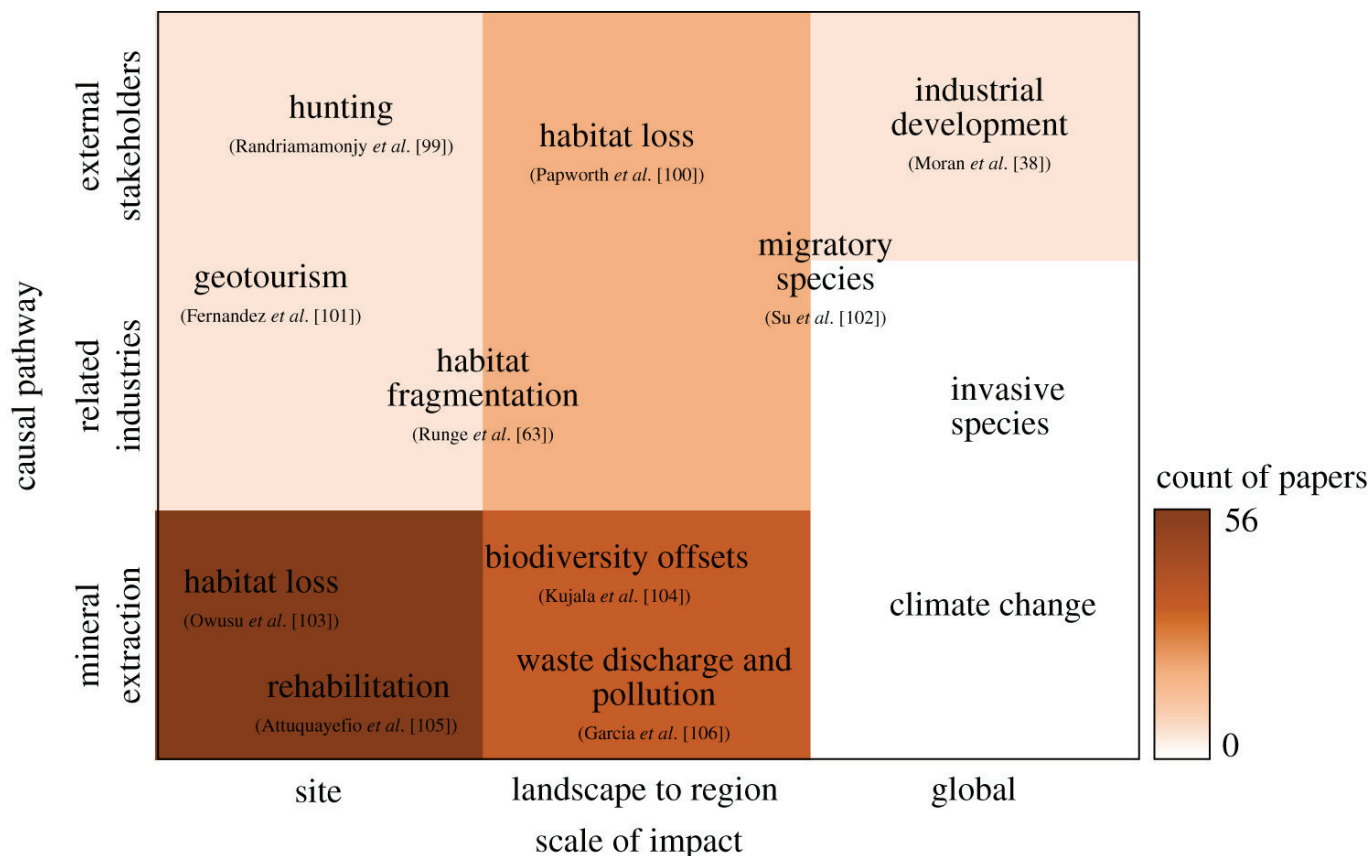 causal pathway
external
stakeholders
related
industries
mineral
extraction
hunting
(Randriamamonjy et al. [99])
habitat loss
(Papworth et al. [100])
industrial
development
(Moran et al. [38])
geotourism
(Fernandez et al. [101])
migratory
species
(Su et al. [102])
habitat
fragmentation
(Runge et al. [63])
invasive
species
habitat loss
(Owusu et al. [103])
biodiversity offsets
(Kujala et al. [104])
climate change
rehabilitation
(Attuquayefio et al. [105])
waste discharge and
pollution
(Garcia et al. [106])
count of papers
56
0
site
landscape to region
global
scale of impact